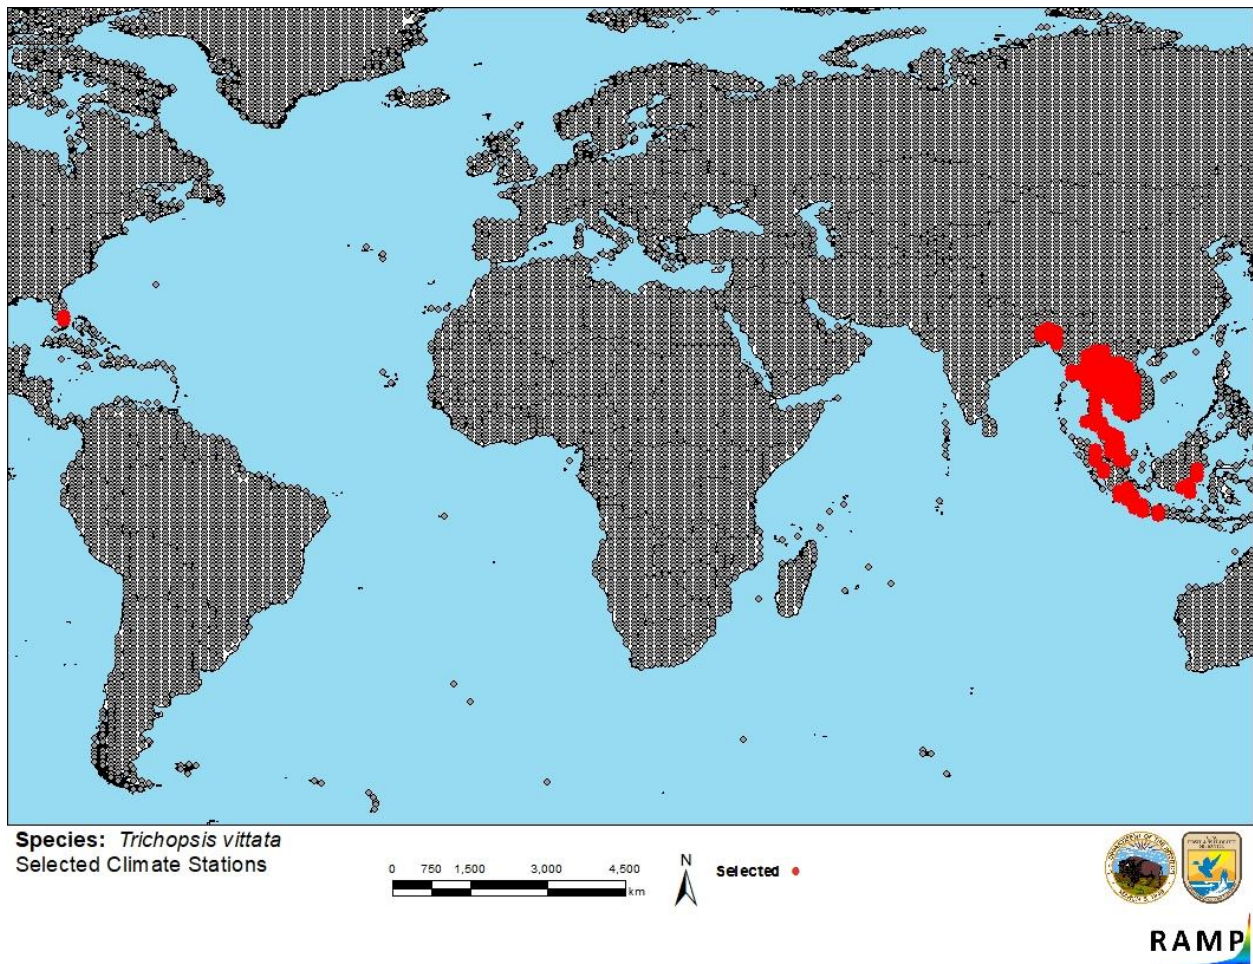 Species: Trichopsis vittata
Selected Climate Stations
0 750 1,500 3,000 4,500
km
N
Selected
RAMP